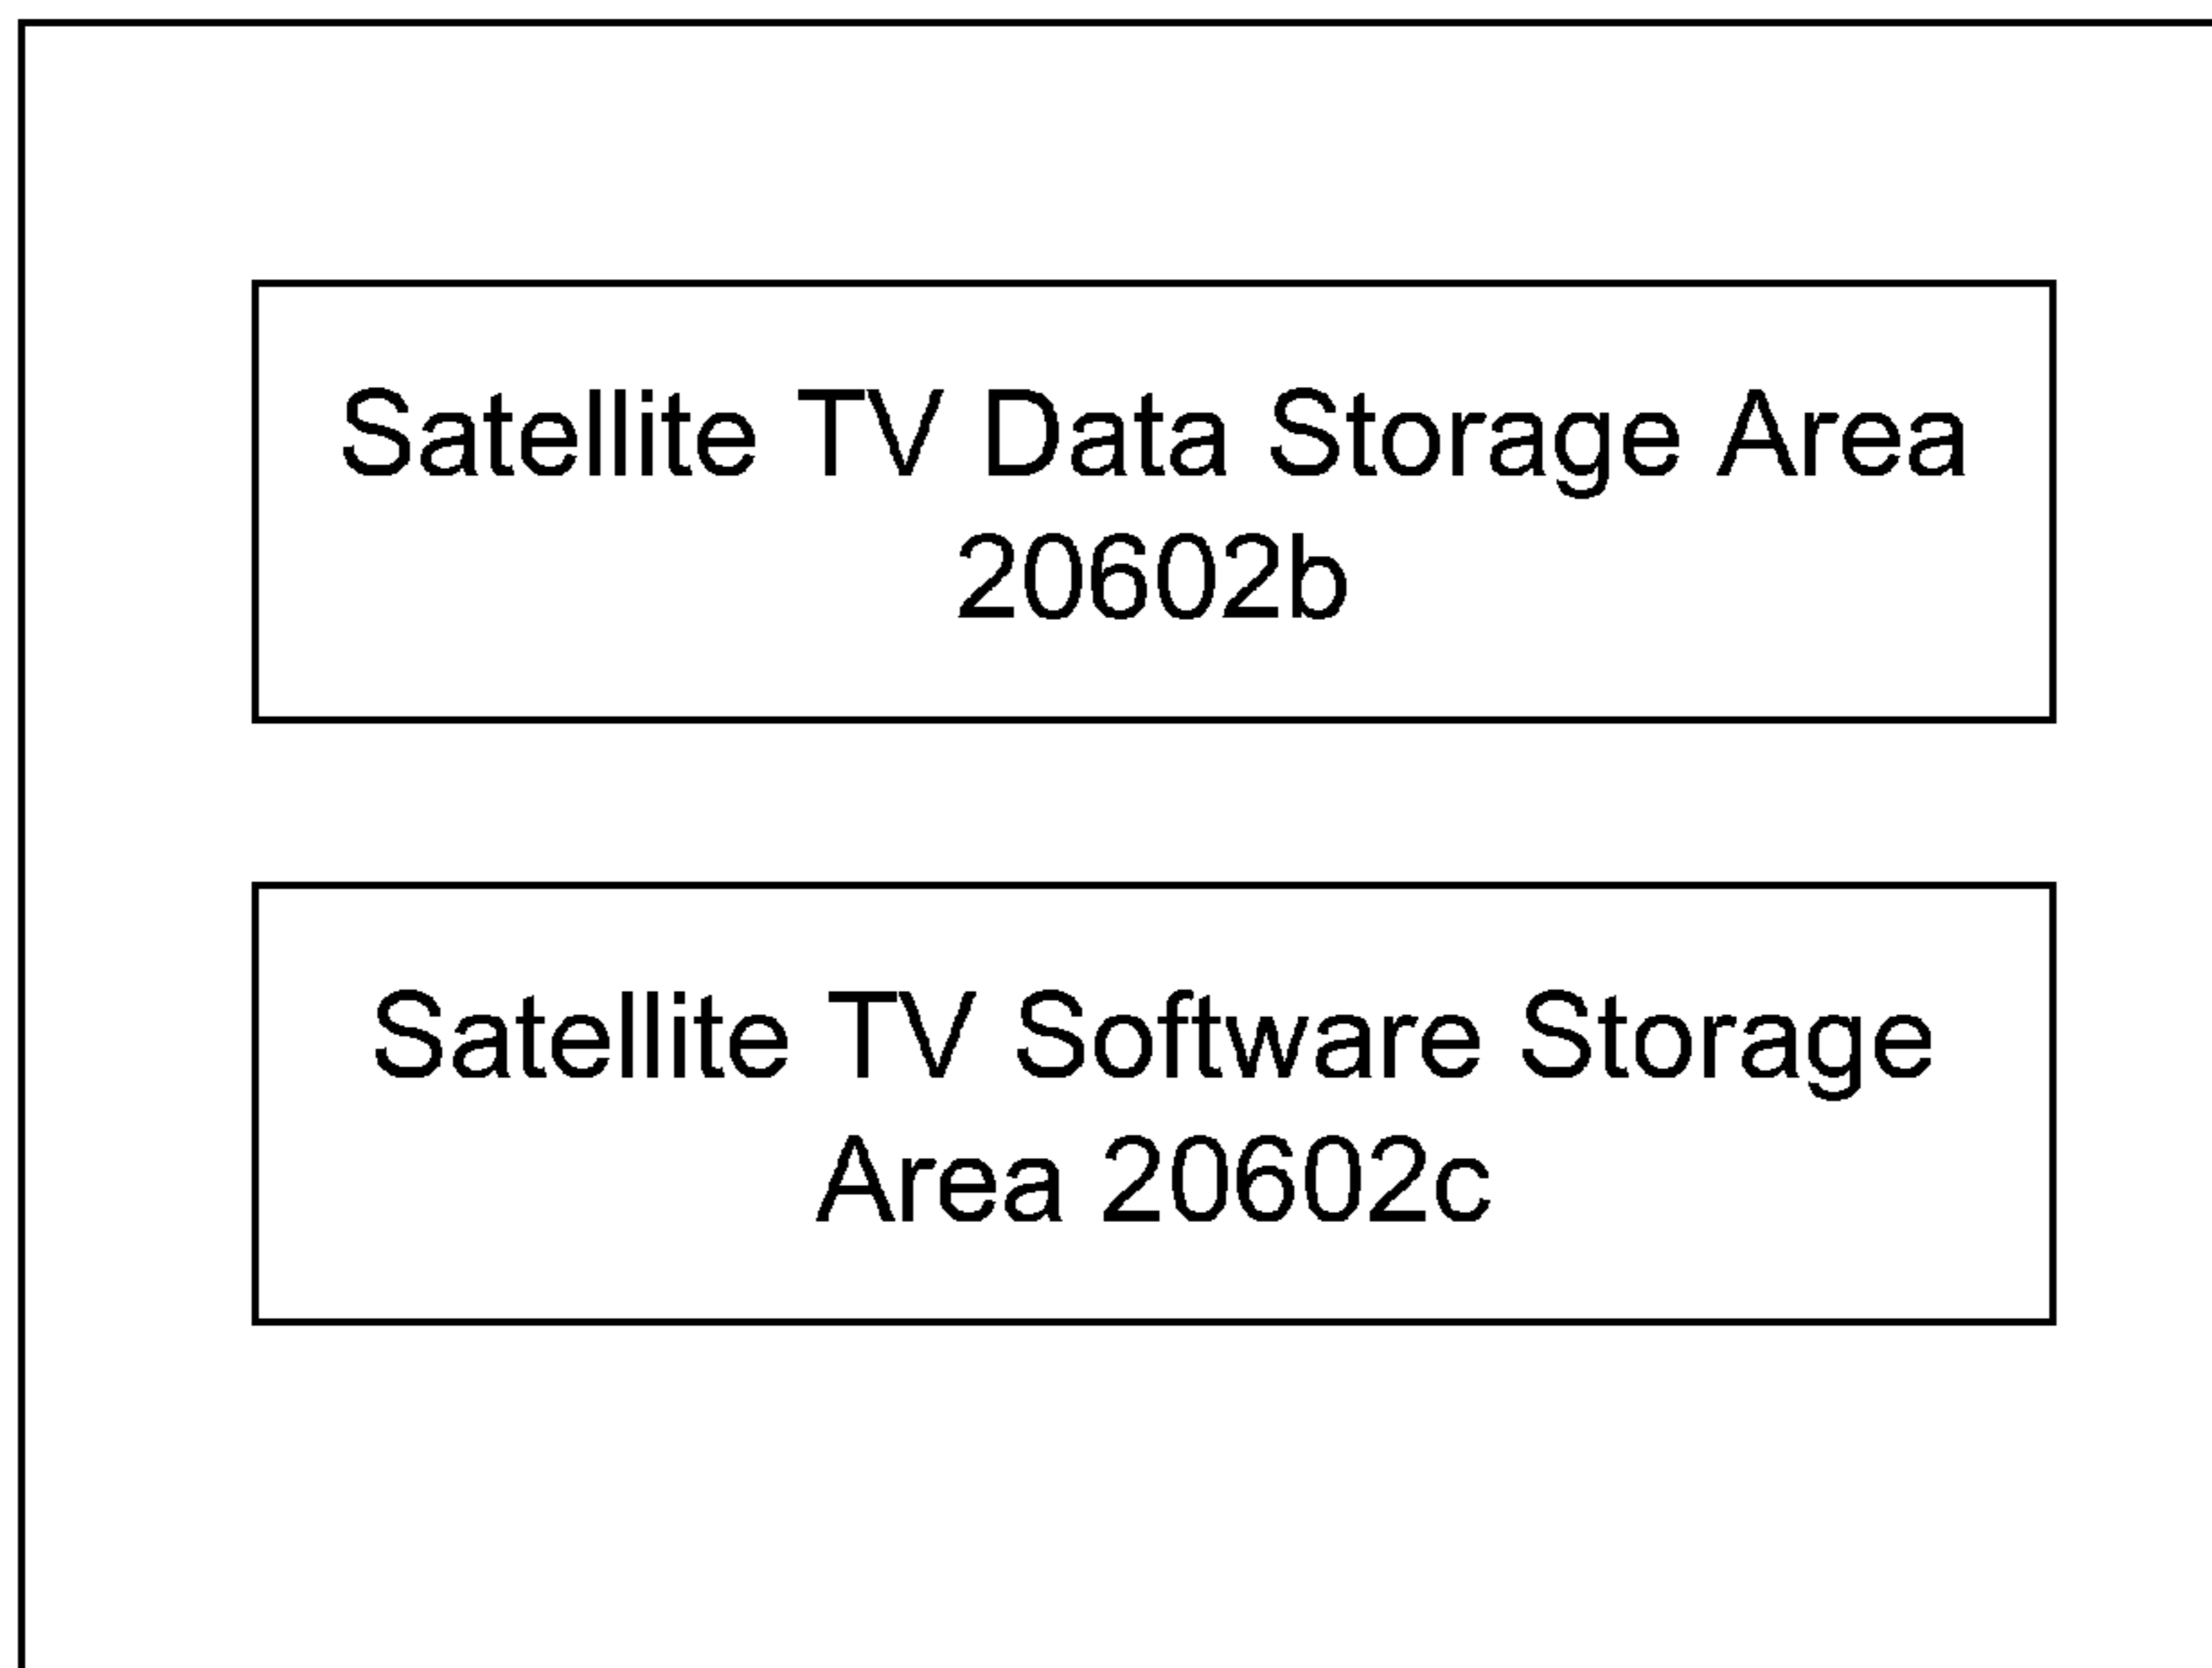 Satellite TV Data Storage Area
20602b
Satellite TV Software Storage
Area 20602c